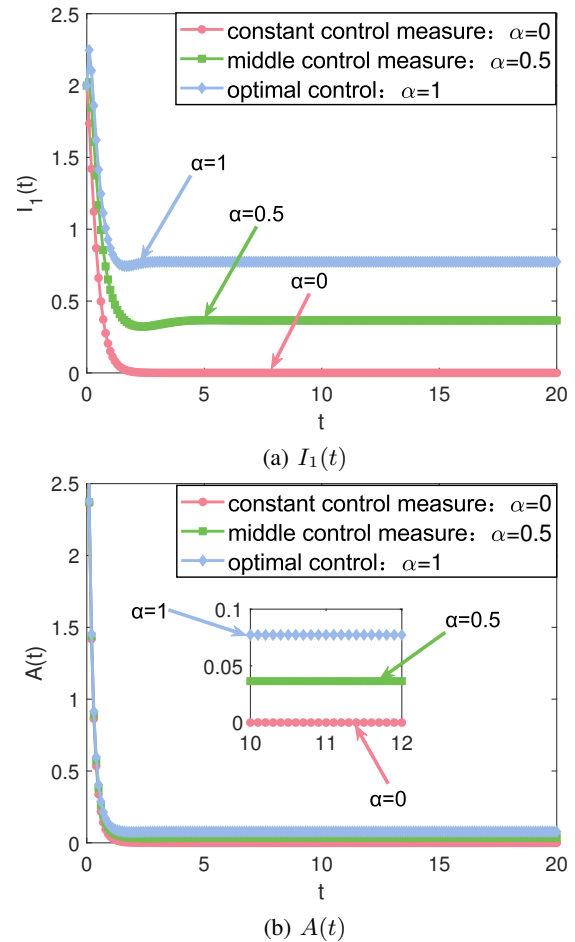 2.5
2
1.5
1
0.5
0
I1(t)
constant control measure：α=0
middle control measure：α=0.5
optimal control：α=1
α=1
α=0.5
α=0
0 5 10 15 20
t
(a) I1(t)
2.5
2
1.5
1
0.5
0
A(t)
constant control measure：α=0
middle control measure：α=0.5
optimal control：α=1
α=1
0.1
0.05
0
α=0.5
10 11 12
α=0
0 5 10 15 20
t
(b) A(t)